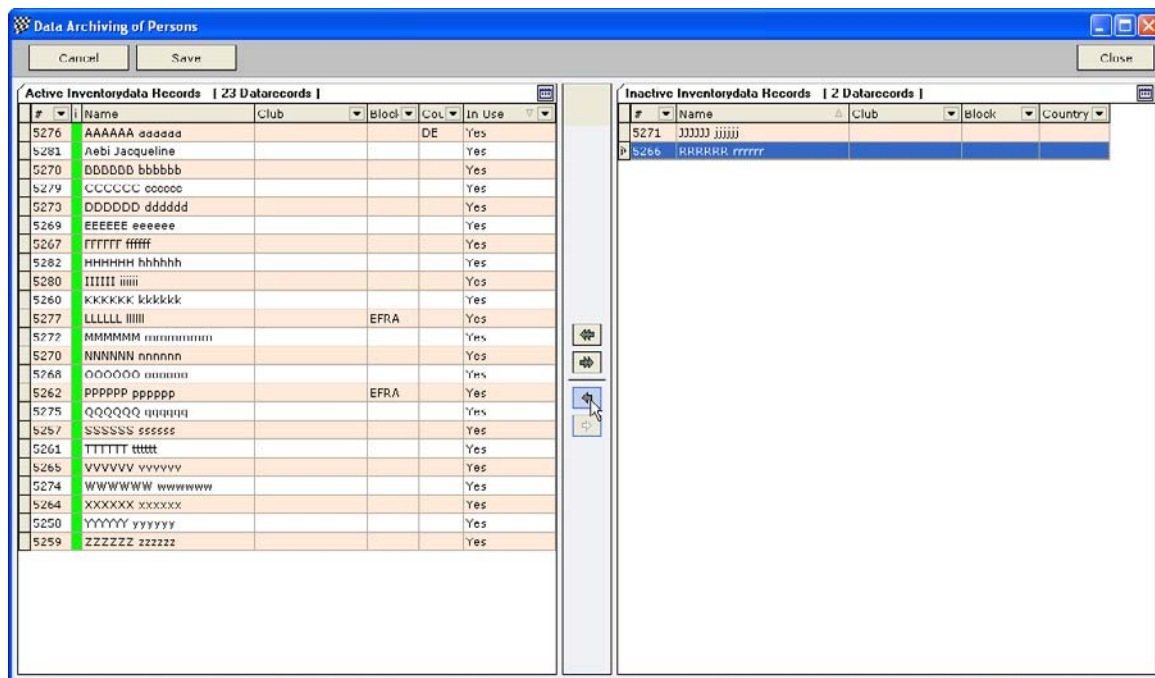 Data Archiving of Persons
Cancel Save Close
Active Inventorydata Records [ 23 Datarecords ]
# i Name Club Block Cou In Use
5276 AAAAAA aaaaaa DE Yes
5281 Aebi Jacqueline Yes
5270 BBBBBB bbbbbb Yes
5279 CCCCCC cccccc Yes
5273 DDDDDD dddddd Yes
5269 EEEEEE eeeeee Yes
5267 FFFFFF ffffff Yes
5282 HHHHHH hhhhhh Yes
5280 IIIIII iiiiii Yes
5260 KKKKKK kkkkkk Yes
5277 LLLLLL llllll EFRA Yes
5272 MMMMMM mmmmmm Yes
5270 NNNNNN nnnnnn Yes
5268 OOOOOO oooooo Yes
5262 PPPPPP pppppp EFRA Yes
5275 QQQQQQ qqqqqq Yes
5257 SSSSSS ssssss Yes
5261 TTTTTT tttttt Yes
5265 VVVVVV vvvvvv Yes
5274 WWWWWW wwwwww Yes
5264 XXXXXX xxxxxx Yes
5250 YYYYYY yyyyyy Yes
5259 ZZZZZZ zzzzzz Yes
Inactive Inventorydata Records [ 2 Datarecords ]
# Name Club Block Country
5271 JJJJJJ jjjjjj
5266 RRRRRR rrrrrr